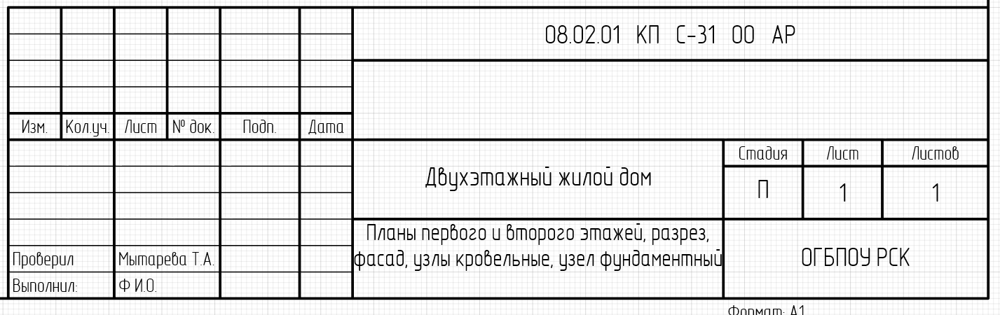 08.02.01 КП С-31 00 АР
Изм. Кол.уч. Лист № док. Подп. Дата
Двухэтажный жилой дом
Стадия Лист Листов
П 1 1
Планы первого и второго этажей, разрез,
фасад, узлы кровельные, узел фундаментный
ОГБПОУ РСК
Проверил Мытарева Т.А.
Выполнил: Ф И.О.
Формат: А1